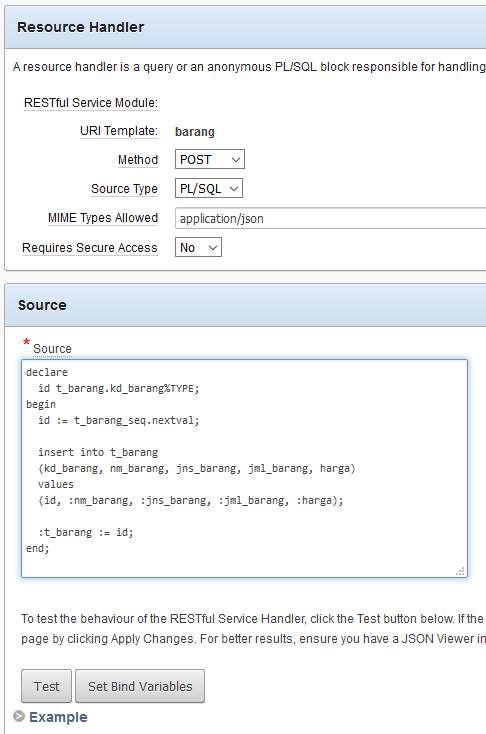 Resource Handler
A resource handler is a query or an anonymous PL/SQL block responsible for handling
RESTful Service Module:
URI Template: barang
Method POST
Source Type PL/SQL
MIME Types Allowed application/json
Requires Secure Access No
Source
* Source
declare
  id t_barang.kd_barang%TYPE;
begin
  id := t_barang_seq.nextval;
  insert into t_barang
  (kd_barang, nm_barang, jns_barang, jml_barang, harga)
  values
  (id, :nm_barang, :jns_barang, :jml_barang, :harga);
  :t_barang := id;
end;
To test the behaviour of the RESTful Service Handler, click the Test button below. If the
page by clicking Apply Changes. For better results, ensure you have a JSON Viewer in
Test Set Bind Variables
Example